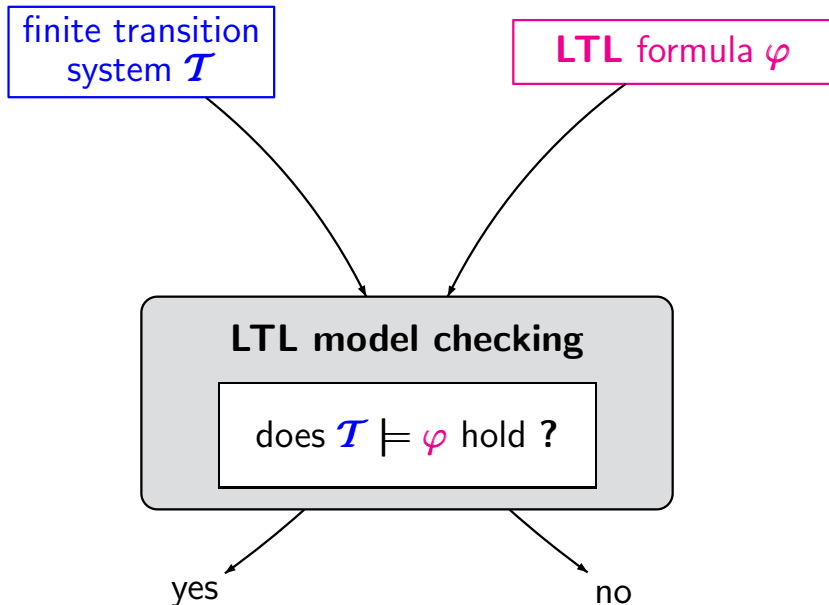 finite transition
system 𝓣
LTL formula φ
LTL model checking
does 𝓣 ⊨ φ hold ?
yes
no